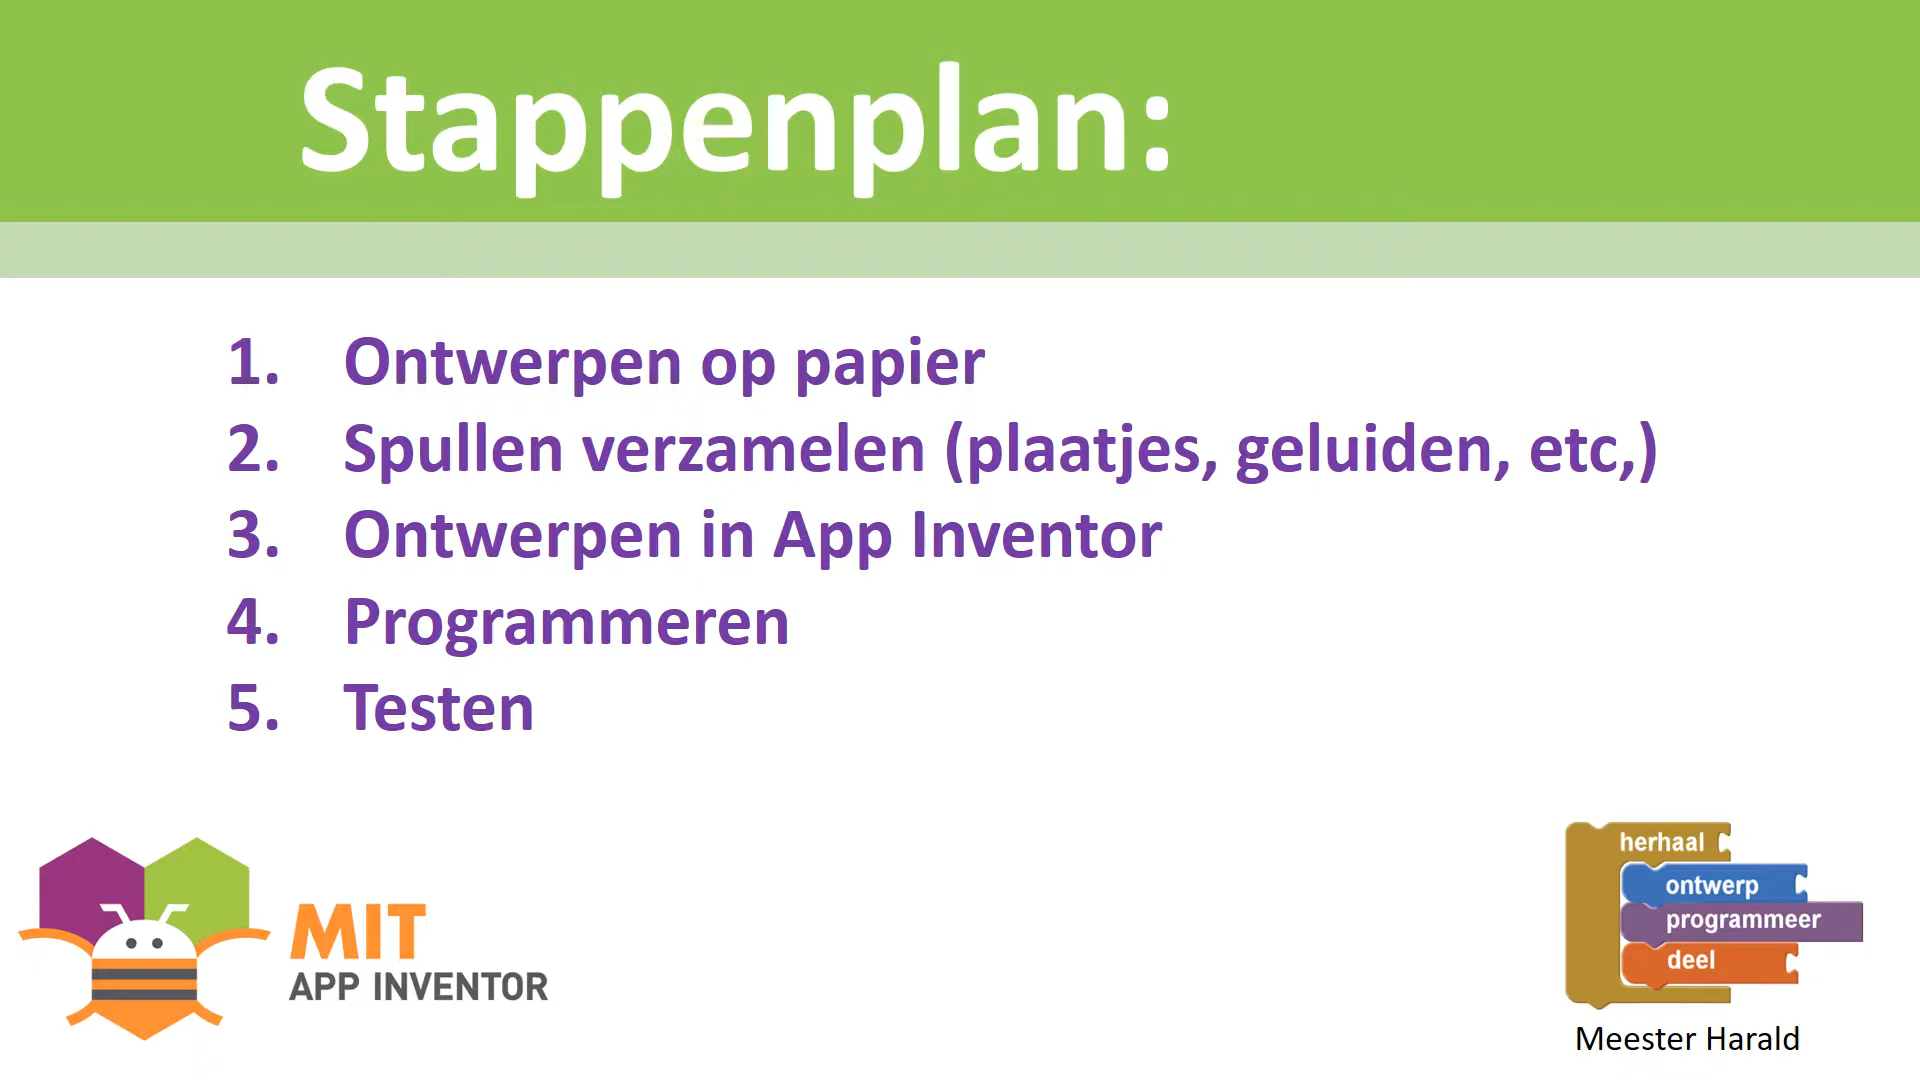 Stappenplan:
1. Ontwerpen op papier
2. Spullen verzamelen (plaatjes, geluiden, etc,)
3. Ontwerpen in App Inventor
4. Programmeren
5. Testen
MIT
APP INVENTOR
herhaal
ontwerp
programmeer
deel
Meester Harald